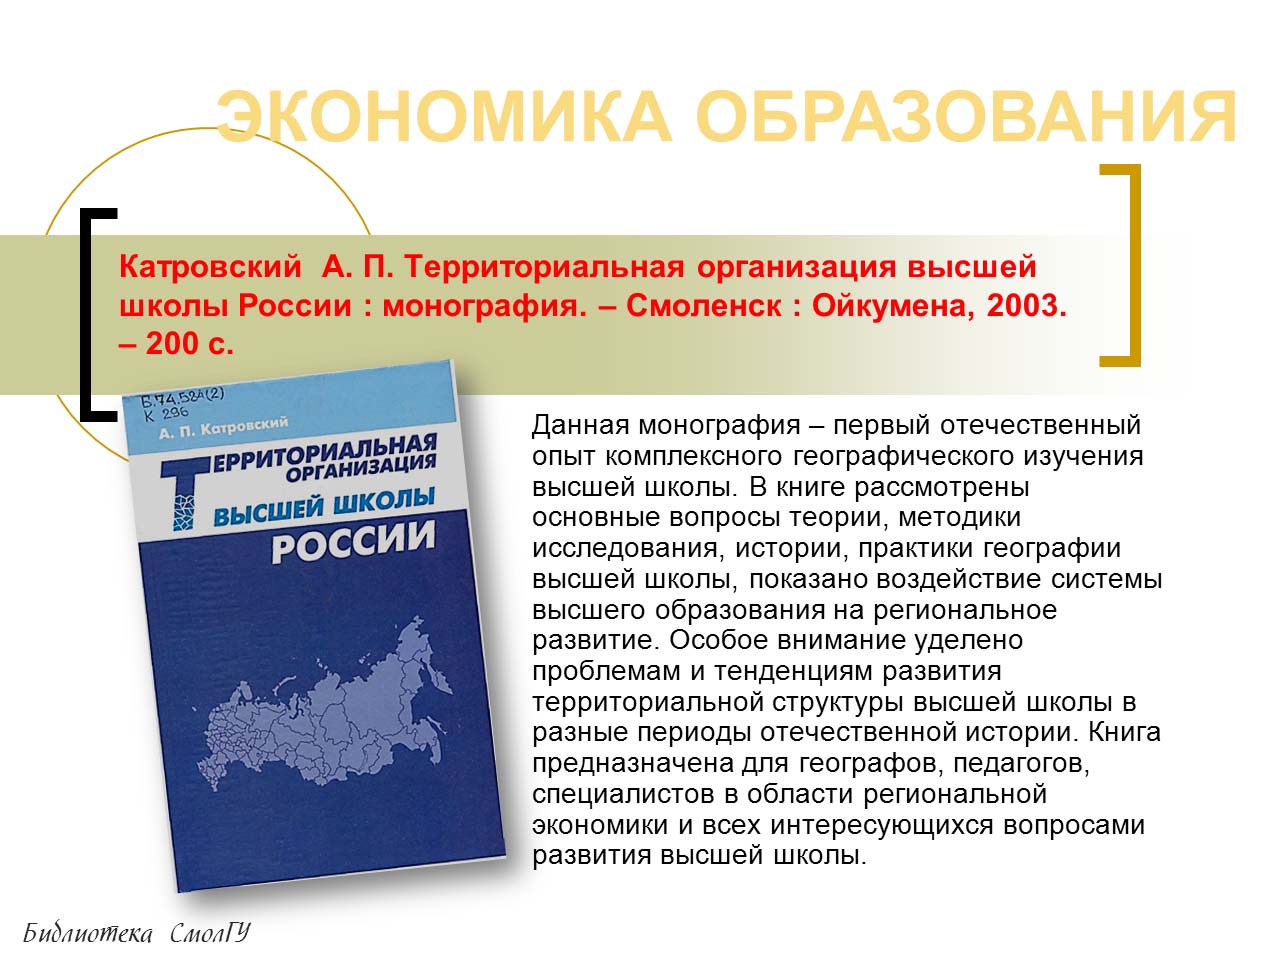 ЭКОНОМИКА ОБРАЗОВАНИЯ
Катровский А. П. Территориальная организация высшей
школы России : монография. – Смоленск : Ойкумена, 2003.
– 200 с.
Б.74.584(2)
К 296
А. П. Катровский
ТЕРРИТОРИАЛЬНАЯ
ОРГАНИЗАЦИЯ
ВЫСШЕЙ ШКОЛЫ
РОССИИ
Данная монография – первый отечественный
опыт комплексного географического изучения
высшей школы. В книге рассмотрены
основные вопросы теории, методики
исследования, истории, практики географии
высшей школы, показано воздействие системы
высшего образования на региональное
развитие. Особое внимание уделено
проблемам и тенденциям развития
территориальной структуры высшей школы в
разные периоды отечественной истории. Книга
предназначена для географов, педагогов,
специалистов в области региональной
экономики и всех интересующихся вопросами
развития высшей школы.
Библиотека СмолГУ